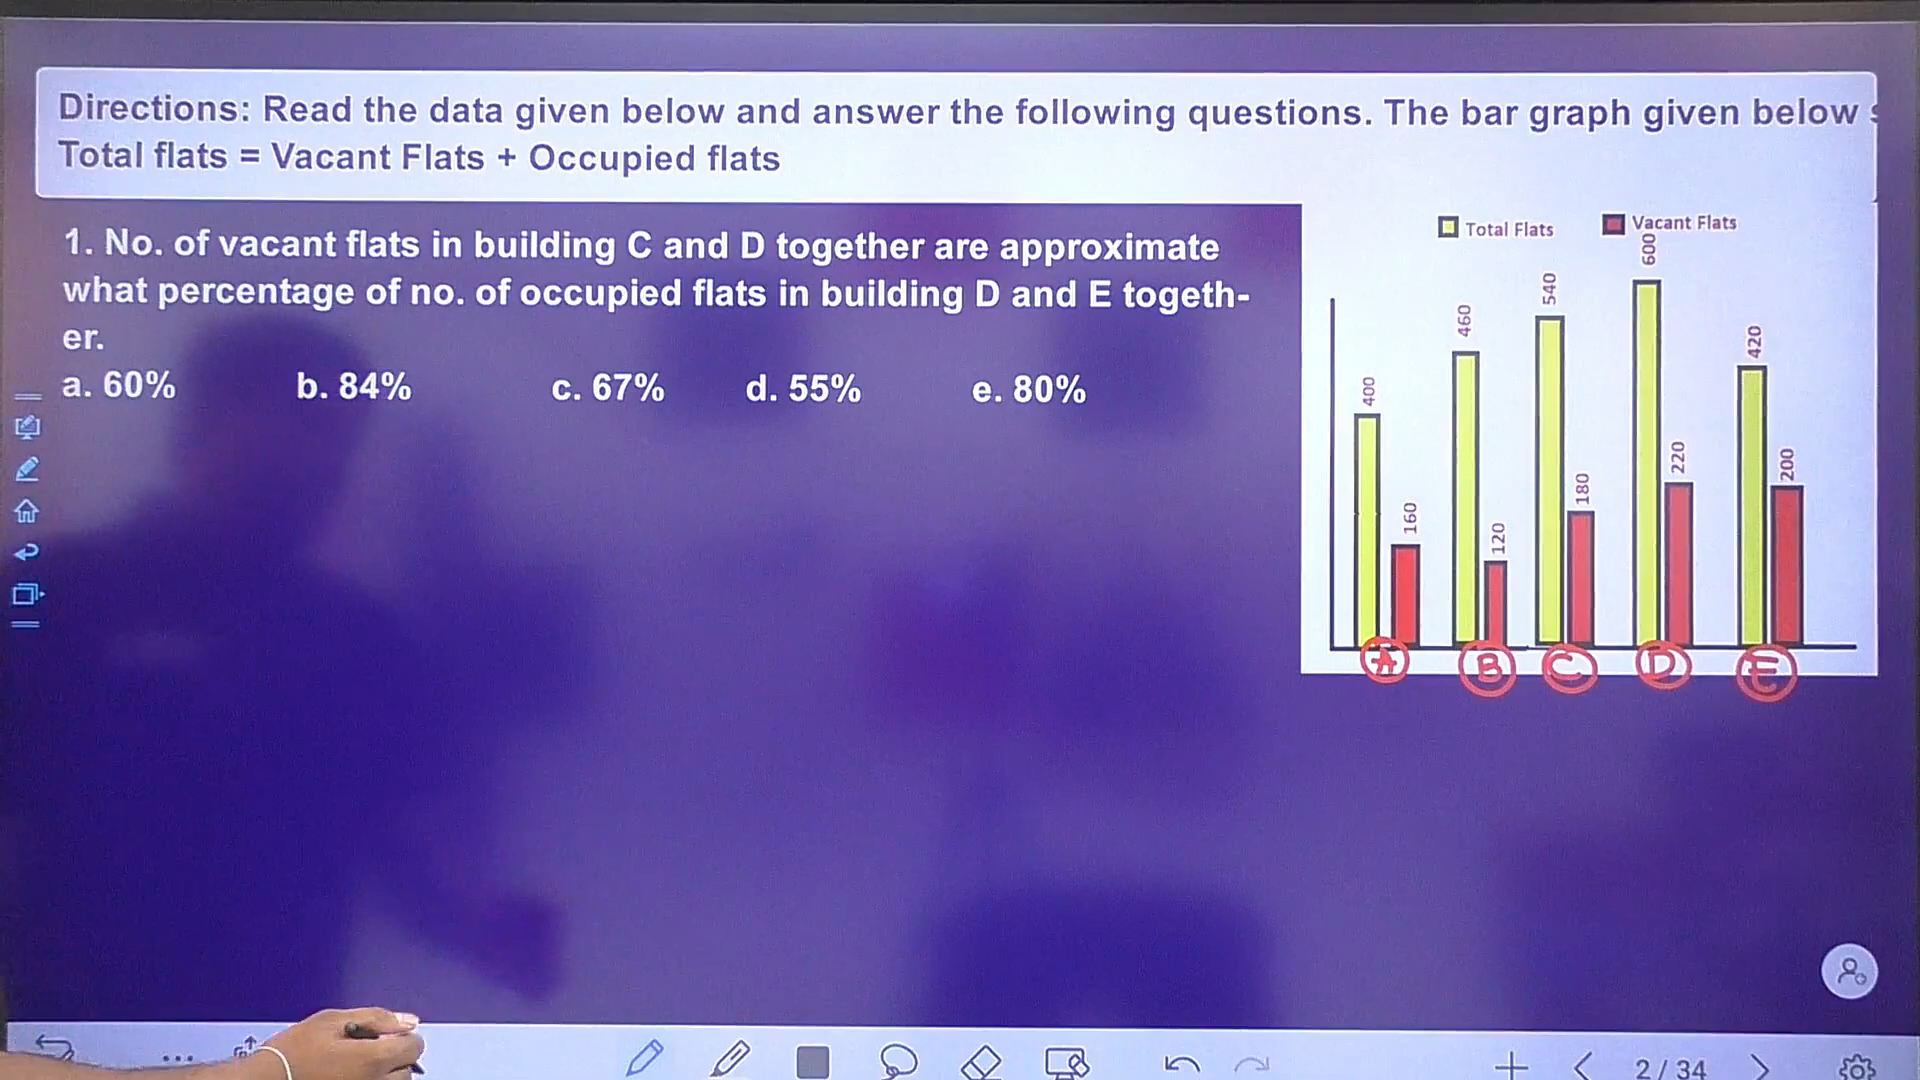 Directions: Read the data given below and answer the following questions. The bar graph given below
Total flats = Vacant Flats + Occupied flats
1. No. of vacant flats in building C and D together are approximate
what percentage of no. of occupied flats in building D and E togeth-
er.
a. 60% b. 84% c. 67% d. 55% e. 80%
Total Flats Vacant Flats
400 160 460 120 540 180 600 220 420 200
A B C D E
2 / 34